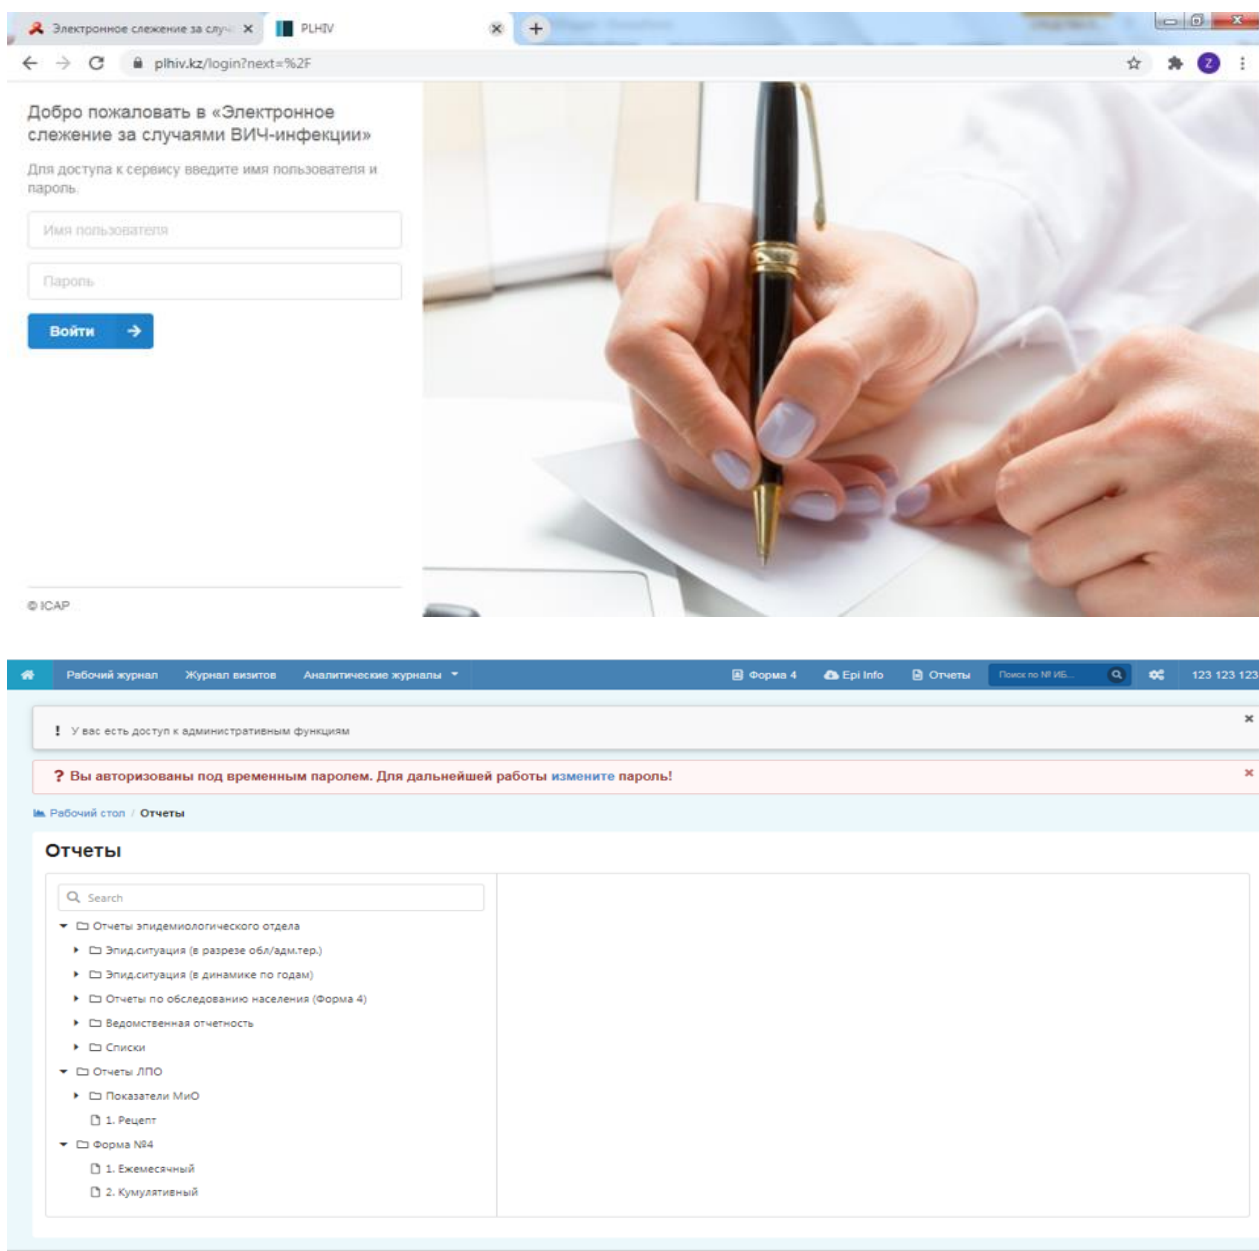 Электронное слежение за случ
PLHIV
plhiv.kz/login?next=%2F
Z
Добро пожаловать в «Электронное
слежение за случаями ВИЧ-инфекции»
Для доступа к сервису введите имя пользователя и
пароль.
Имя пользователя
Пароль
Войти
© ICAP
Рабочий журнал Журнал визитов Аналитические журналы Форма 4 Epi Info Отчеты Поиск по № ИБ... 123 123 123
! У вас есть доступ к административным функциям
? Вы авторизованы под временным паролем. Для дальнейшей работы измените пароль!
Рабочий стол / Отчеты
Отчеты
Search
Отчеты эпидемиологического отдела
Эпид.ситуация (в разрезе обл/адм.тер.)
Эпид.ситуация (в динамике по годам)
Отчеты по обследованию населения (Форма 4)
Ведомственная отчетность
Списки
Отчеты ЛПО
Показатели МиО
1. Рецепт
Форма №4
1. Ежемесячный
2. Кумулятивный